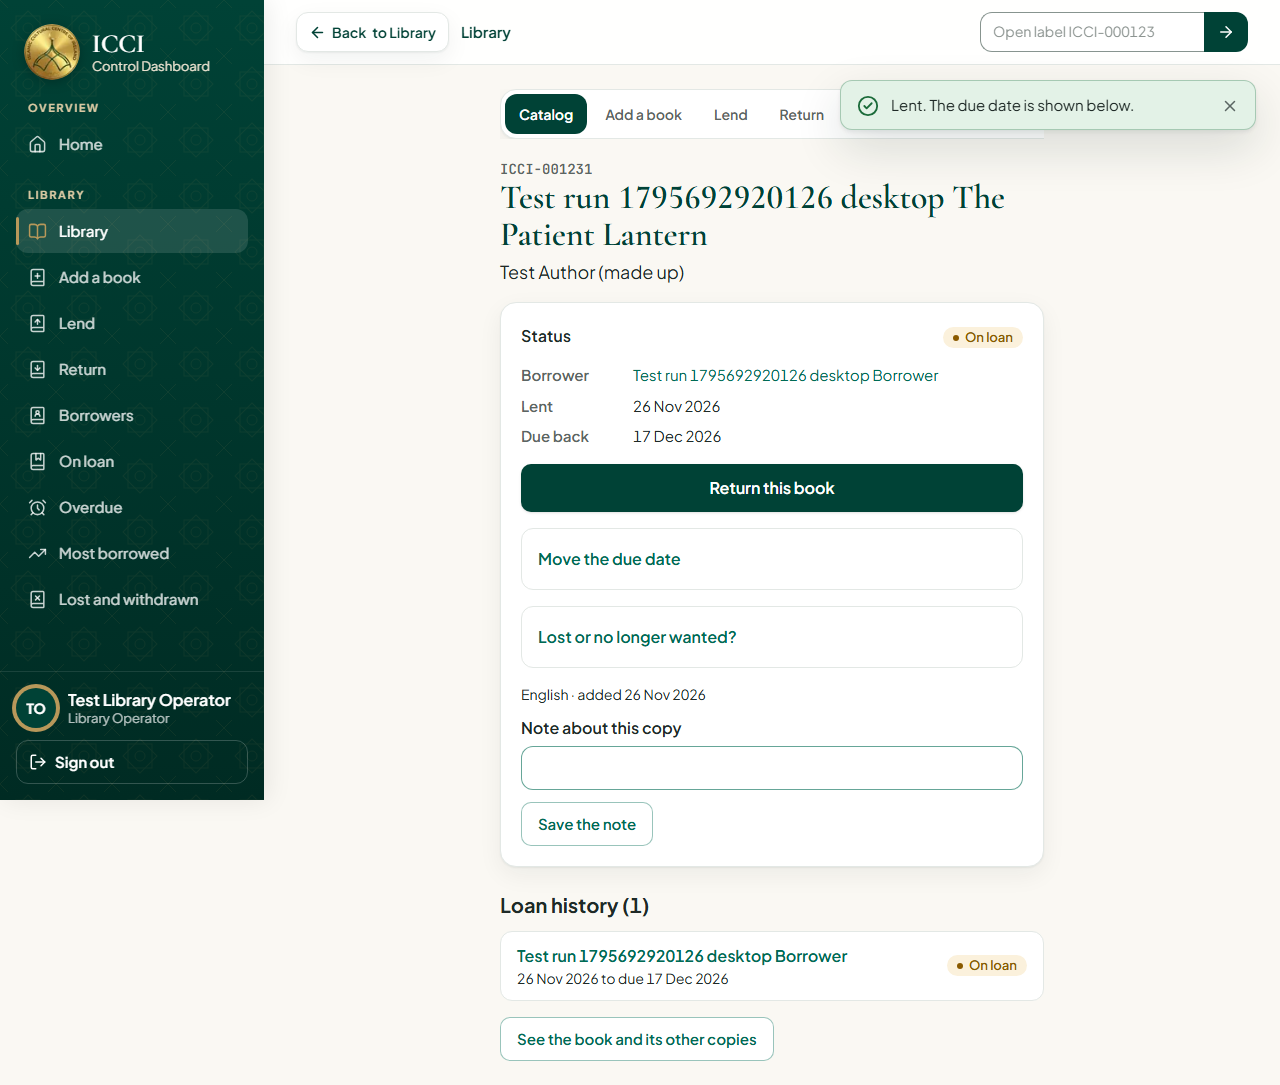 ICCI
Control Dashboard
OVERVIEW
Home
LIBRARY
Library
Add a book
Lend
Return
Borrowers
On loan
Overdue
Most borrowed
Lost and withdrawn
TO
Test Library Operator
Library Operator
Sign out
Back to Library
Library
Open label ICCI-000123
Catalog
Add a book
Lend
Return
Lent. The due date is shown below.
ICCI-001231
Test run 1795692920126 desktop The
Patient Lantern
Test Author (made up)
Status
On loan
Borrower
Test run 1795692920126 desktop Borrower
Lent
26 Nov 2026
Due back
17 Dec 2026
Return this book
Move the due date
Lost or no longer wanted?
English · added 26 Nov 2026
Note about this copy
Save the note
Loan history (1)
Test run 1795692920126 desktop Borrower
On loan
26 Nov 2026 to due 17 Dec 2026
See the book and its other copies